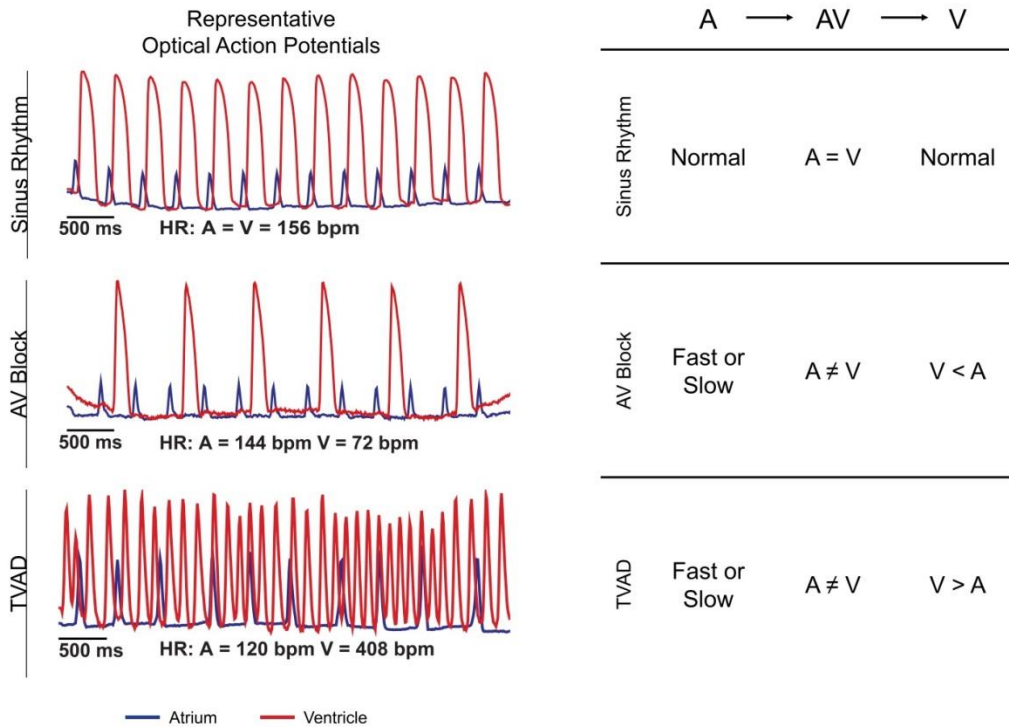 Representative
Optical Action Potentials
A → AV → V
Sinus Rhythm
500 ms
HR: A = V = 156 bpm
Sinus Rhythm
Normal
A = V
Normal
AV Block
500 ms
HR: A = 144 bpm V = 72 bpm
AV Block
Fast or
Slow
A ≠ V
V < A
TVAD
500 ms
HR: A = 120 bpm V = 408 bpm
TVAD
Fast or
Slow
A ≠ V
V > A
Atrium
Ventricle